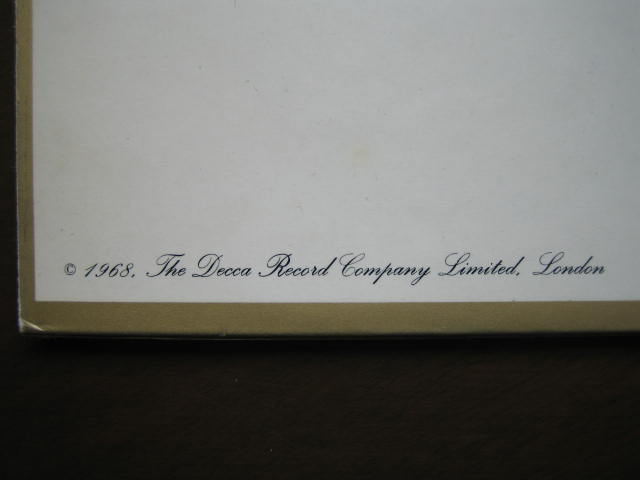 © 1968, The Decca Record Company Limited, London